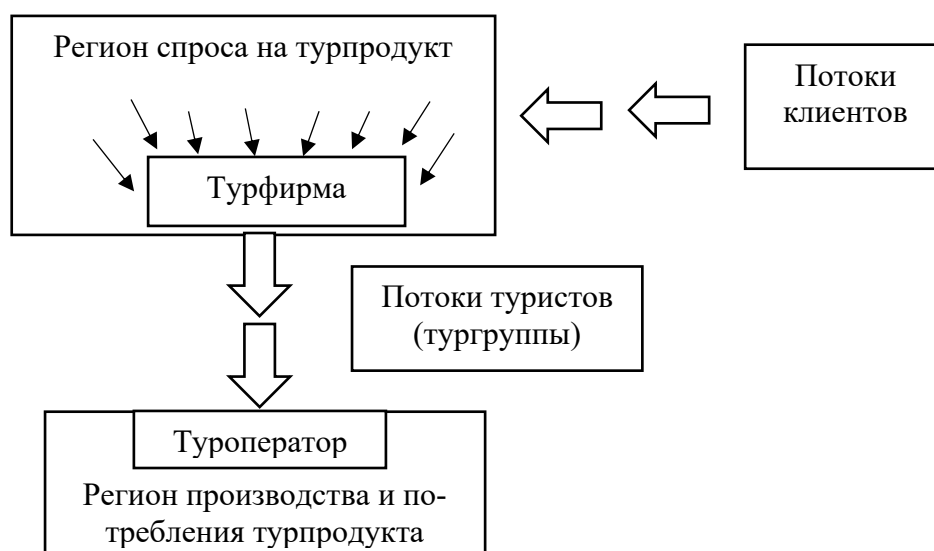 Регион спроса на турпродукт
Потоки
клиентов
Турфирма
Потоки туристов
(тургруппы)
Туроператор
Регион производства и по-
требления турпродукта